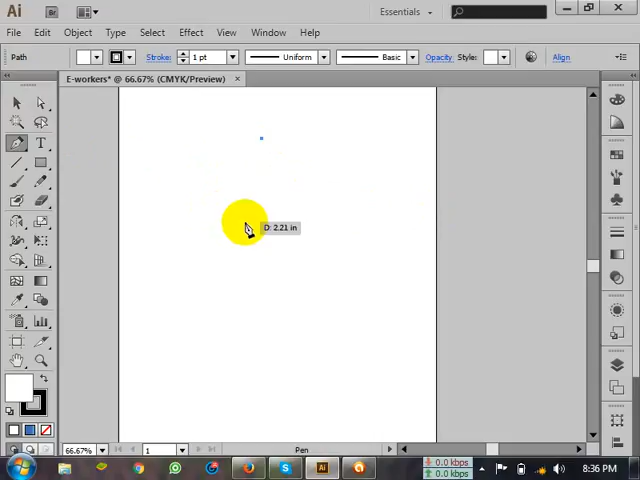 Ai Br Essentials
File Edit Object Type Select Effect View Window Help
Path Stroke: 1 pt Uniform Basic Opacity Style: Align
E-workers* @ 66.67% (CMYK/Preview) ×
T
D: 2.21 in
66.67% 1 Pen
0.0 kbps
0.0 kbps
8:36 PM